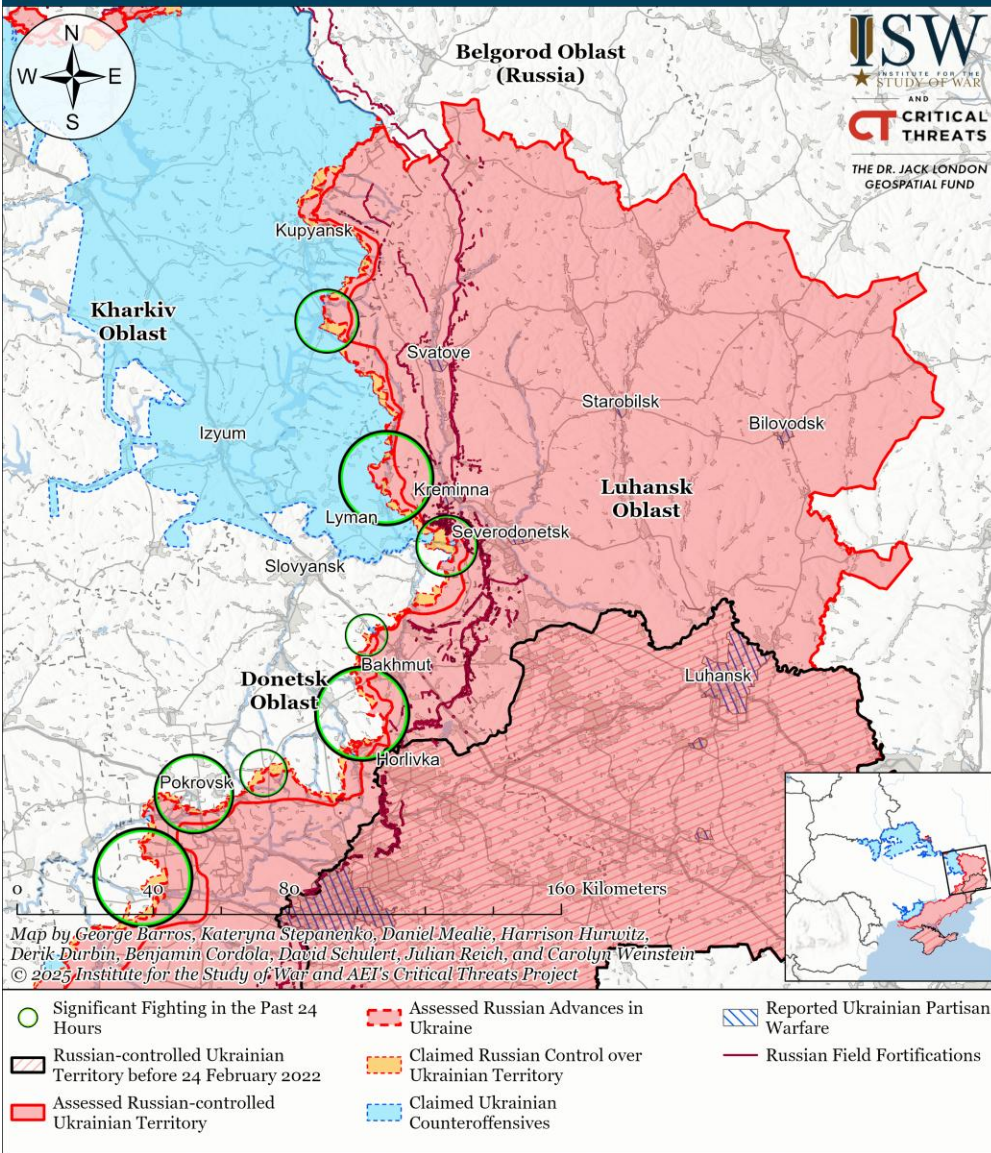 N
W E
S
Belgorod Oblast
(Russia)
ISW
INSTITUTE FOR THE
STUDY OF WAR
AND
CT CRITICAL
THREATS
THE DR. JACK LONDON
GEOSPATIAL FUND
Kupyansk
Kharkiv
Oblast
Svatove
Starobilsk
Bilovodsk
Izyum
Kreminna
Luhansk
Oblast
Lyman
Severodonetsk
Slovyansk
Bakhmut
Donetsk
Oblast
Luhansk
Horlivka
Pokrovsk
0 40 80 160 Kilometers
Map by George Barros, Kateryna Stepanenko, Daniel Mealie, Harrison Hurwitz,
Derik Durbin, Benjamin Cordola, David Schulert, Julian Reich, and Carolyn Weinstein
© 2025 Institute for the Study of War and AEI's Critical Threats Project
Significant Fighting in the Past 24
Hours
Russian-controlled Ukrainian
Territory before 24 February 2022
Assessed Russian-controlled
Ukrainian Territory
Assessed Russian Advances in
Ukraine
Claimed Russian Control over
Ukrainian Territory
Claimed Ukrainian
Counteroffensives
Reported Ukrainian Partisan
Warfare
Russian Field Fortifications